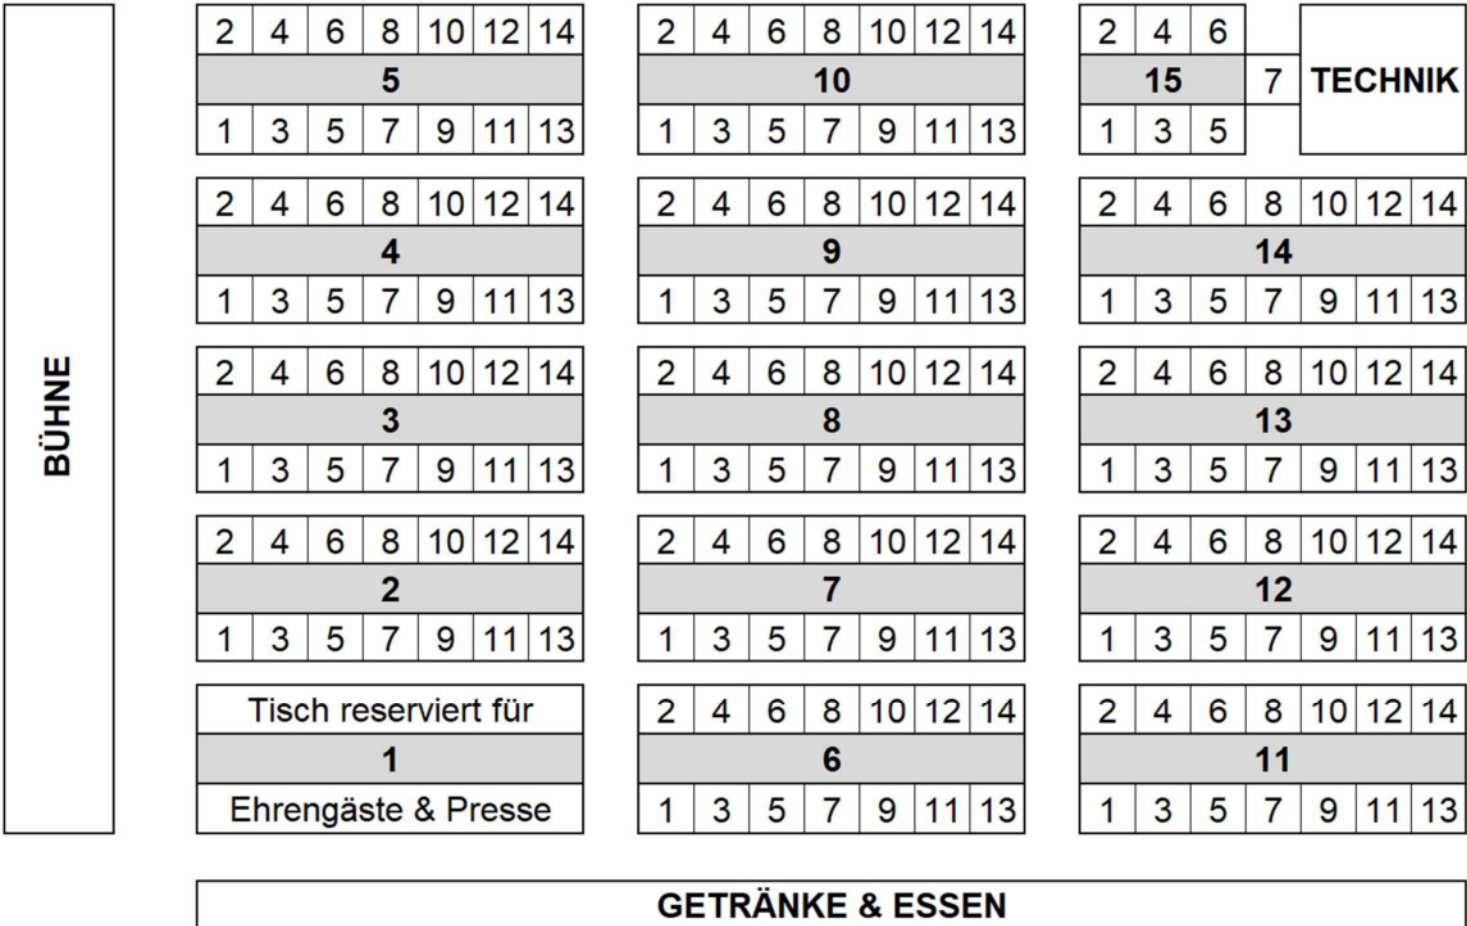 BÜHNE
2 4 6 8 10 12 14 2 4 6 8 10 12 14 2 4 6
5 10 15 7 TECHNIK
1 3 5 7 9 11 13 1 3 5 7 9 11 13 1 3 5
2 4 6 8 10 12 14 2 4 6 8 10 12 14 2 4 6 8 10 12 14
4 9 14
1 3 5 7 9 11 13 1 3 5 7 9 11 13 1 3 5 7 9 11 13
2 4 6 8 10 12 14 2 4 6 8 10 12 14 2 4 6 8 10 12 14
3 8 13
1 3 5 7 9 11 13 1 3 5 7 9 11 13 1 3 5 7 9 11 13
2 4 6 8 10 12 14 2 4 6 8 10 12 14 2 4 6 8 10 12 14
2 7 12
1 3 5 7 9 11 13 1 3 5 7 9 11 13 1 3 5 7 9 11 13
Tisch reserviert für 2 4 6 8 10 12 14 2 4 6 8 10 12 14
1 6 11
Ehrengäste & Presse 1 3 5 7 9 11 13 1 3 5 7 9 11 13
GETRÄNKE & ESSEN